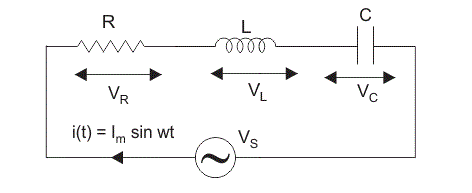 R L C
V_R V_L V_C
i(t) = I_m sin wt V_S